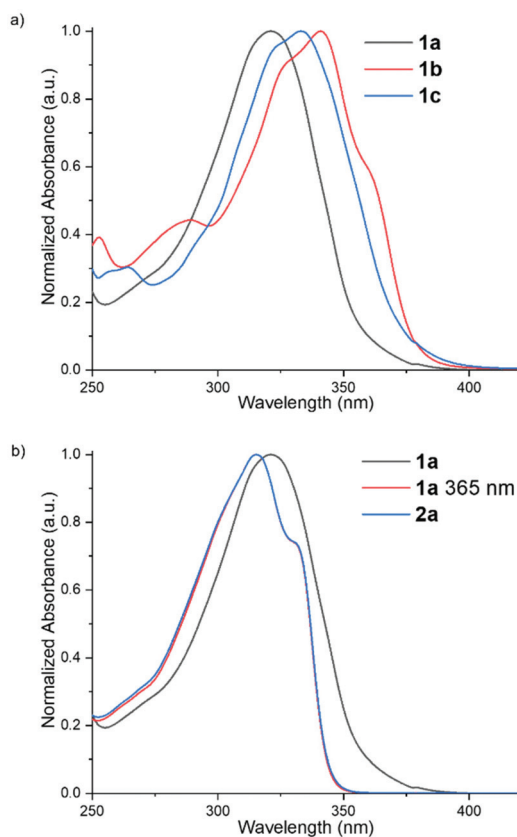 a)
1.0
0.8
0.6
0.4
0.2
0.0
Normalized Absorbance (a.u.)
1a
1b
1c
250
300
350
400
Wavelength (nm)
b)
1.0
0.8
0.6
0.4
0.2
0.0
Normalized Absorbance (a.u.)
1a
1a 365 nm
2a
250
300
350
400
Wavelength (nm)